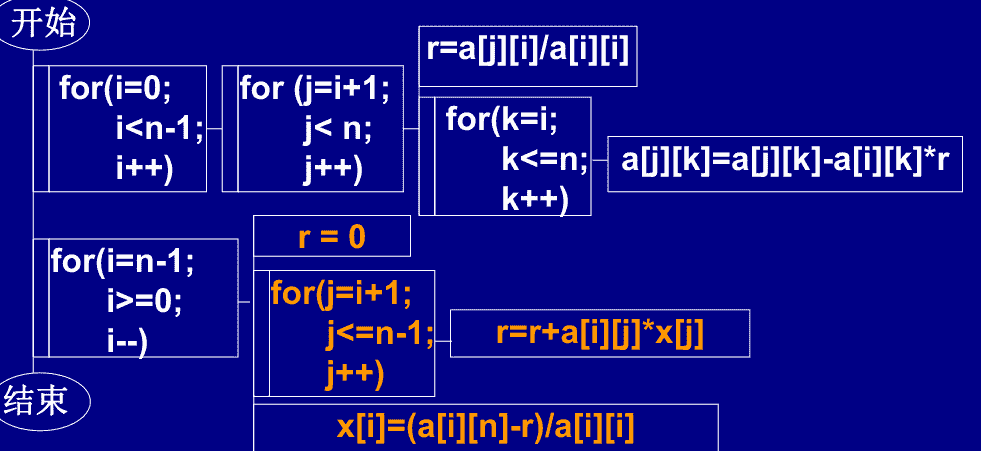 开始
for(i=0;
i<n-1;
i++)
for (j=i+1;
j< n;
j++)
r=a[j][i]/a[i][i]
for(k=i;
k<=n;
k++)
a[j][k]=a[j][k]-a[i][k]*r
for(i=n-1;
i>=0;
i--)
r = 0
for(j=i+1;
j<=n-1;
j++)
r=r+a[i][j]*x[j]
x[i]=(a[i][n]-r)/a[i][i]
结束